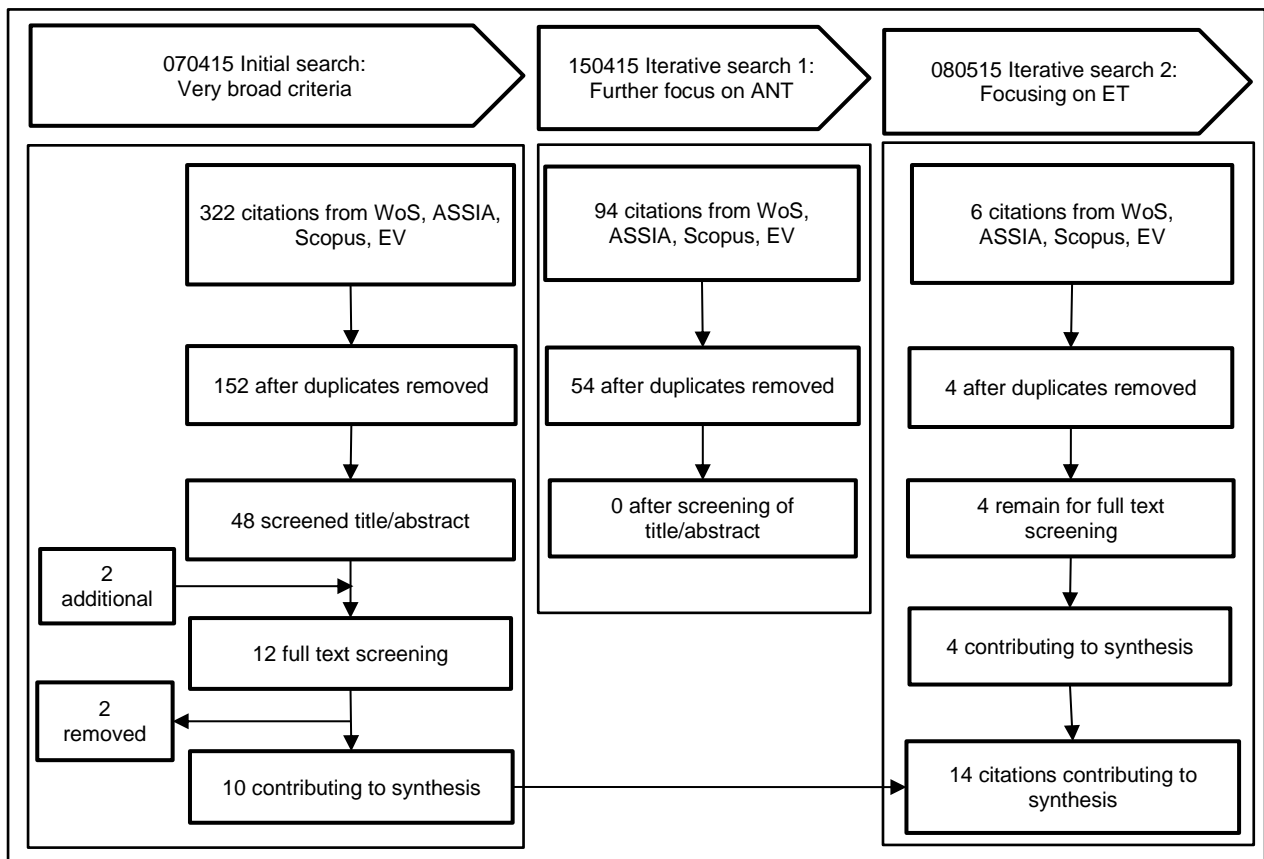 070415 Initial search:
Very broad criteria
150415 Iterative search 1:
Further focus on ANT
080515 Iterative search 2:
Focusing on ET
322 citations from WoS, ASSIA,
Scopus, EV
152 after duplicates removed
48 screened title/abstract
2
additional
12 full text screening
2
removed
10 contributing to synthesis
94 citations from WoS,
ASSIA, Scopus, EV
54 after duplicates removed
0 after screening of
title/abstract
6 citations from WoS,
ASSIA, Scopus, EV
4 after duplicates removed
4 remain for full text
screening
4 contributing to synthesis
14 citations contributing to
synthesis